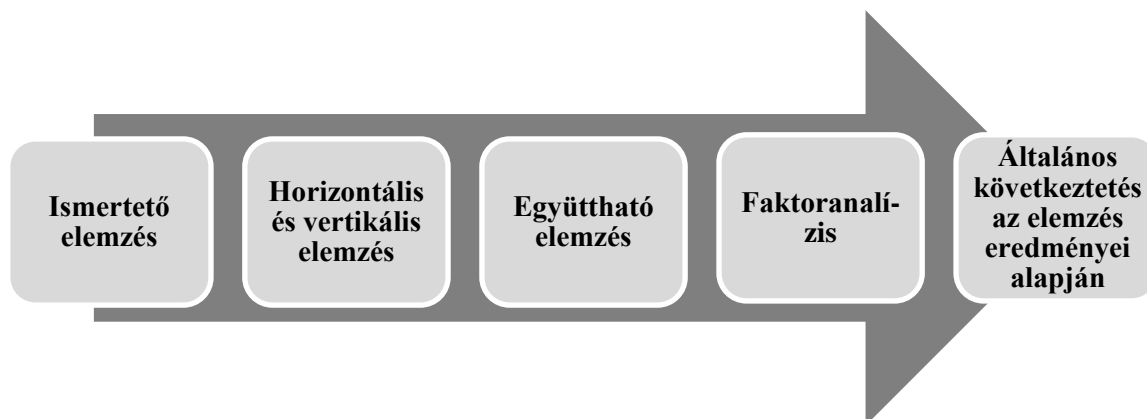 Ismertető
elemzés
Horizontális
és vertikális
elemzés
Együttható
elemzés
Faktoranalí-
zis
Általános
következtetés
az elemzés
eredményei
alapján